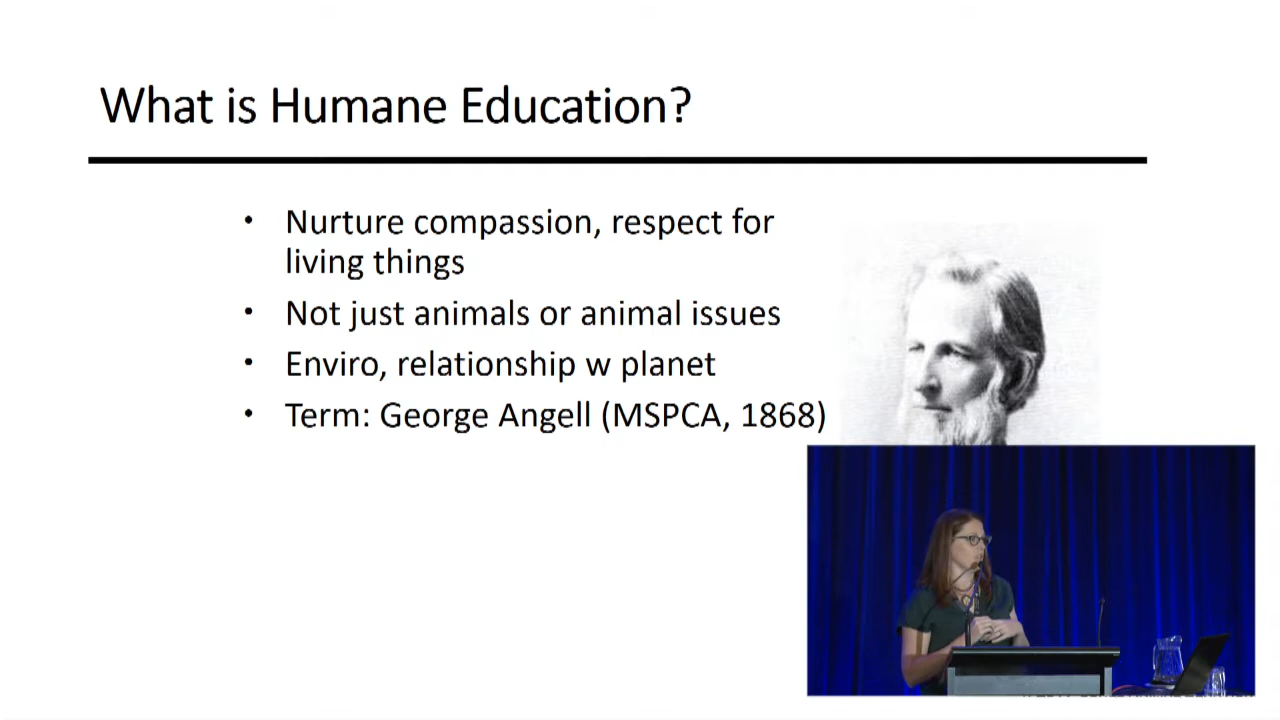 What is Humane Education?
• Nurture compassion, respect for
living things
• Not just animals or animal issues
• Enviro, relationship w planet
• Term: George Angell (MSPCA, 1868)